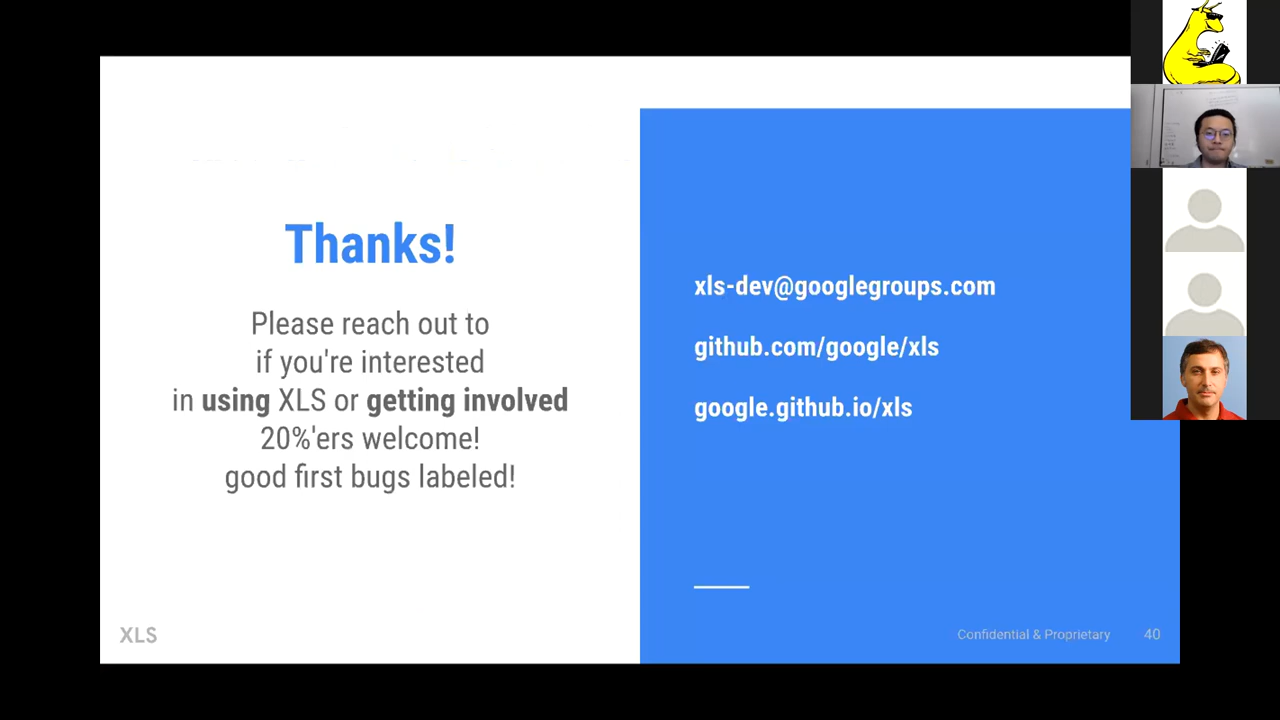 Thanks!
Please reach out to
if you're interested
in using XLS or getting involved
20%'ers welcome!
good first bugs labeled!
xls-dev@googlegroups.com
github.com/google/xls
google.github.io/xls
XLS
Confidential & Proprietary
40